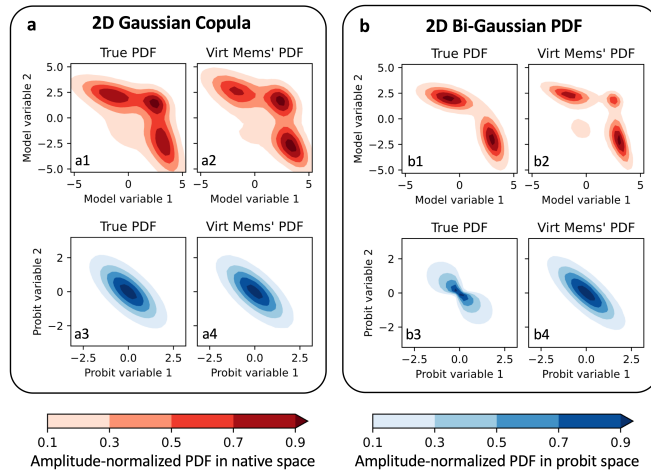 a 2D Gaussian Copula
True PDF Virt Mems' PDF
Model variable 2
5.0
2.5
0.0
−2.5
−5.0
a1 a2
−5 0 5 −5 0 5
Model variable 1 Model variable 1
True PDF Virt Mems' PDF
Probit variable 2
2
0
−2
a3 a4
−2.5 0.0 2.5 −2.5 0.0 2.5
Probit variable 1 Probit variable 1
b 2D Bi-Gaussian PDF
True PDF Virt Mems' PDF
Model variable 2
5.0
2.5
0.0
−2.5
−5.0
b1 b2
−5 0 5 −5 0 5
Model variable 1 Model variable 1
True PDF Virt Mems' PDF
Probit variable 2
2
0
−2
b3 b4
−2.5 0.0 2.5 −2.5 0.0 2.5
Probit variable 1 Probit variable 1
0.1 0.3 0.5 0.7 0.9
Amplitude-normalized PDF in native space
0.1 0.3 0.5 0.7 0.9
Amplitude-normalized PDF in probit space